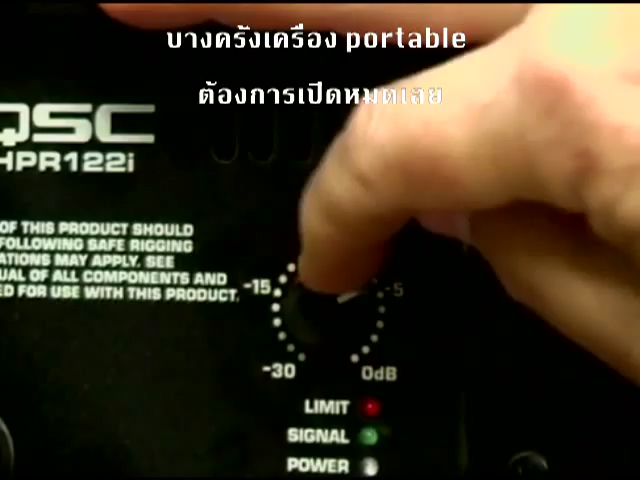 บางครั้งเครื่อง portable
ต้องการเปิดหมดเลย
QSC
HPR122i
OF THIS PRODUCT SHOULD
FOLLOWING SAFE RIGGING
ATIONS MAY APPLY. SEE
UAL OF ALL COMPONENTS AND
ED FOR USE WITH THIS PRODUCT.
-15
-5
-30
0dB
LIMIT
SIGNAL
POWER